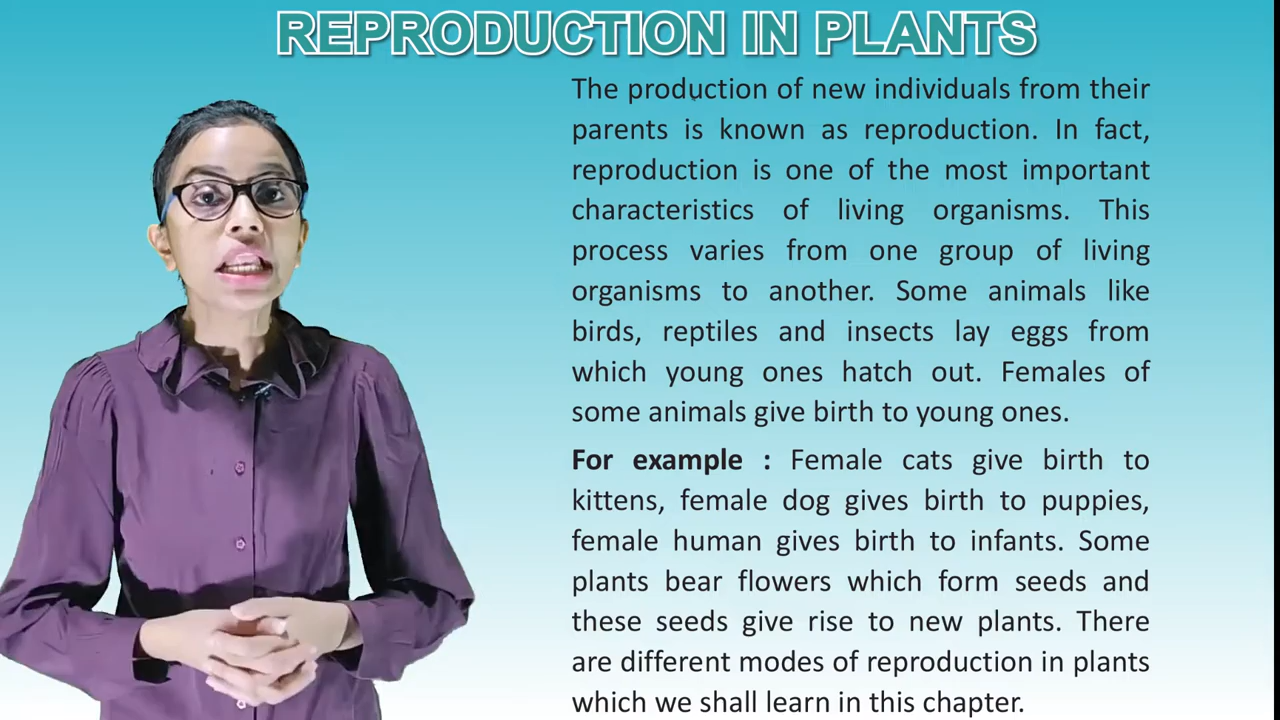 REPRODUCTION IN PLANTS
The production of new individuals from their
parents is known as reproduction. In fact,
reproduction is one of the most important
characteristics of living organisms. This
process varies from one group of living
organisms to another. Some animals like
birds, reptiles and insects lay eggs from
which young ones hatch out. Females of
some animals give birth to young ones.
For example : Female cats give birth to
kittens, female dog gives birth to puppies,
female human gives birth to infants. Some
plants bear flowers which form seeds and
these seeds give rise to new plants. There
are different modes of reproduction in plants
which we shall learn in this chapter.